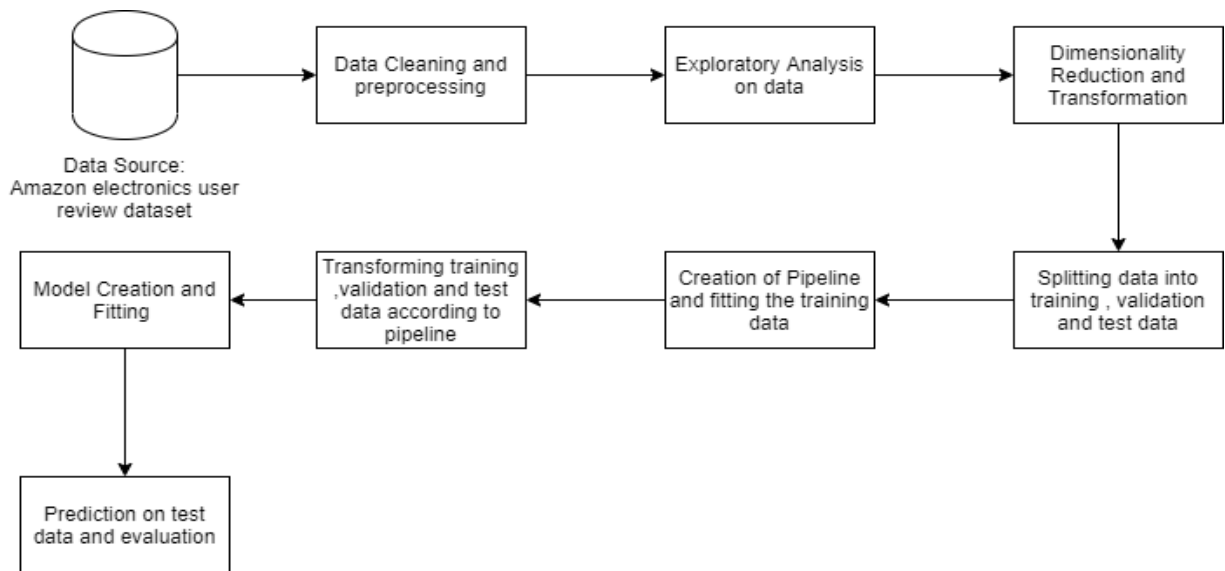 Data Cleaning and
preprocessing
Exploratory Analysis
on data
Dimensionality
Reduction and
Transformation
Data Source:
Amazon electronics user
review dataset
Splitting data into
training , validation
and test data
Creation of Pipeline
and fitting the training
data
Transforming training
,validation and test
data according to
pipeline
Model Creation and
Fitting
Prediction on test
data and evaluation